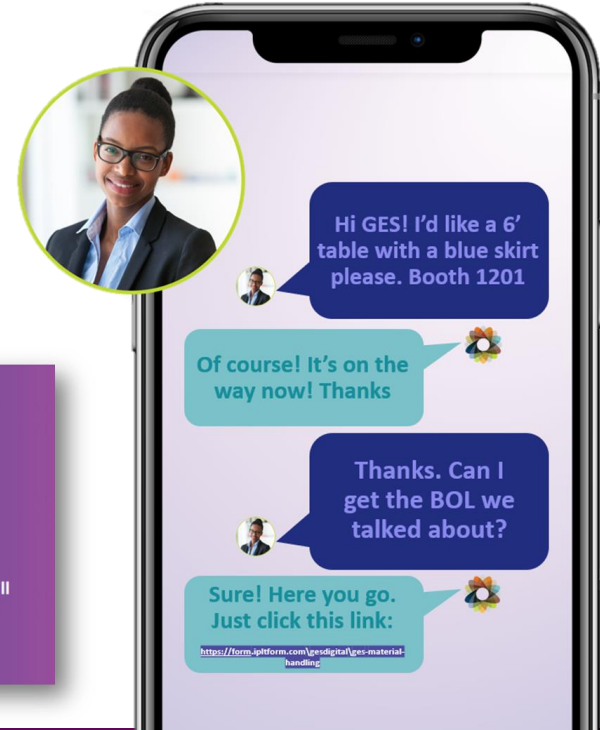 Hi GES! I'd like a 6'
table with a blue skirt
please. Booth 1201
Of course! It's on the
way now! Thanks
ll
Thanks. Can I
get the BOL we
talked about?
Sure! Here you go.
Just click this link:
https://form.ipltform.com\gesdigital\ges-material-
handling